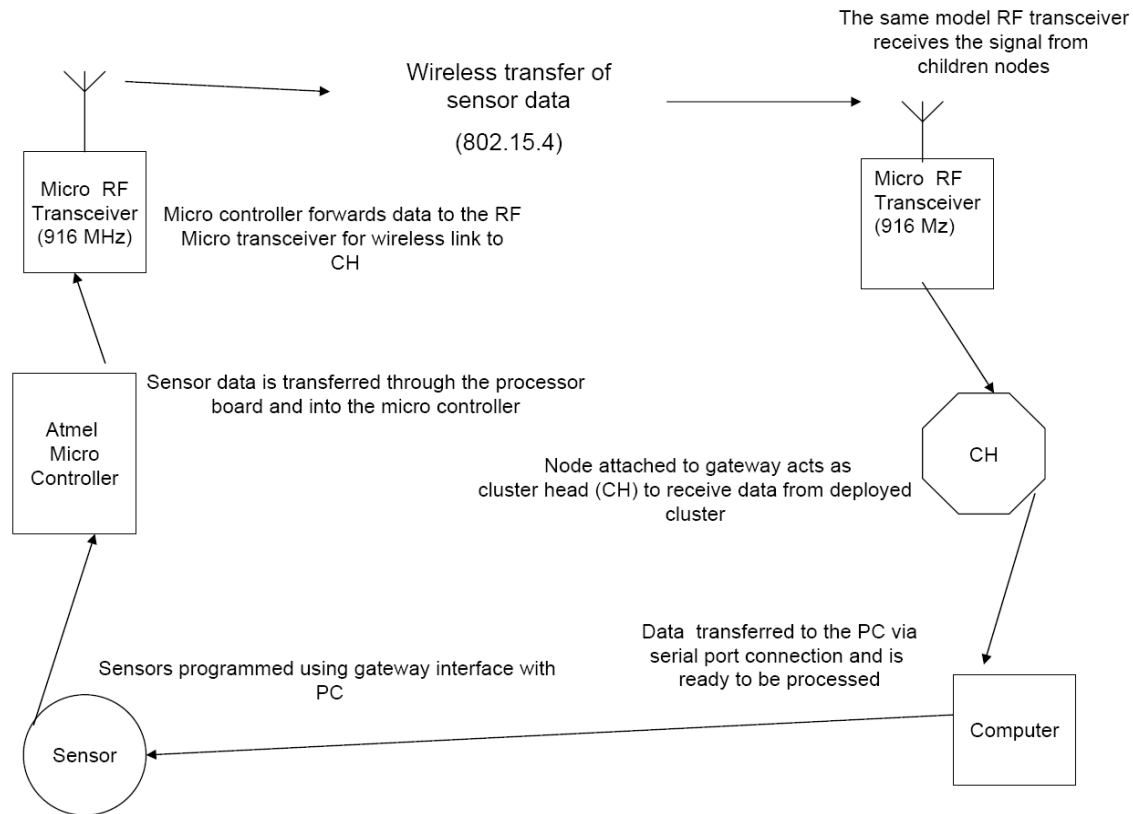 The same model RF transceiver
receives the signal from
children nodes
Wireless transfer of
sensor data
(802.15.4)
Micro RF
Transceiver
(916 MHz)
Micro RF
Transceiver
(916 Mz)
Micro controller forwards data to the RF
Micro transceiver for wireless link to
CH
Sensor data is transferred through the processor
board and into the micro controller
Atmel
Micro
Controller
CH
Node attached to gateway acts as
cluster head (CH) to receive data from deployed
cluster
Data transferred to the PC via
serial port connection and is
ready to be processed
Sensors programmed using gateway interface with
PC
Sensor
Computer